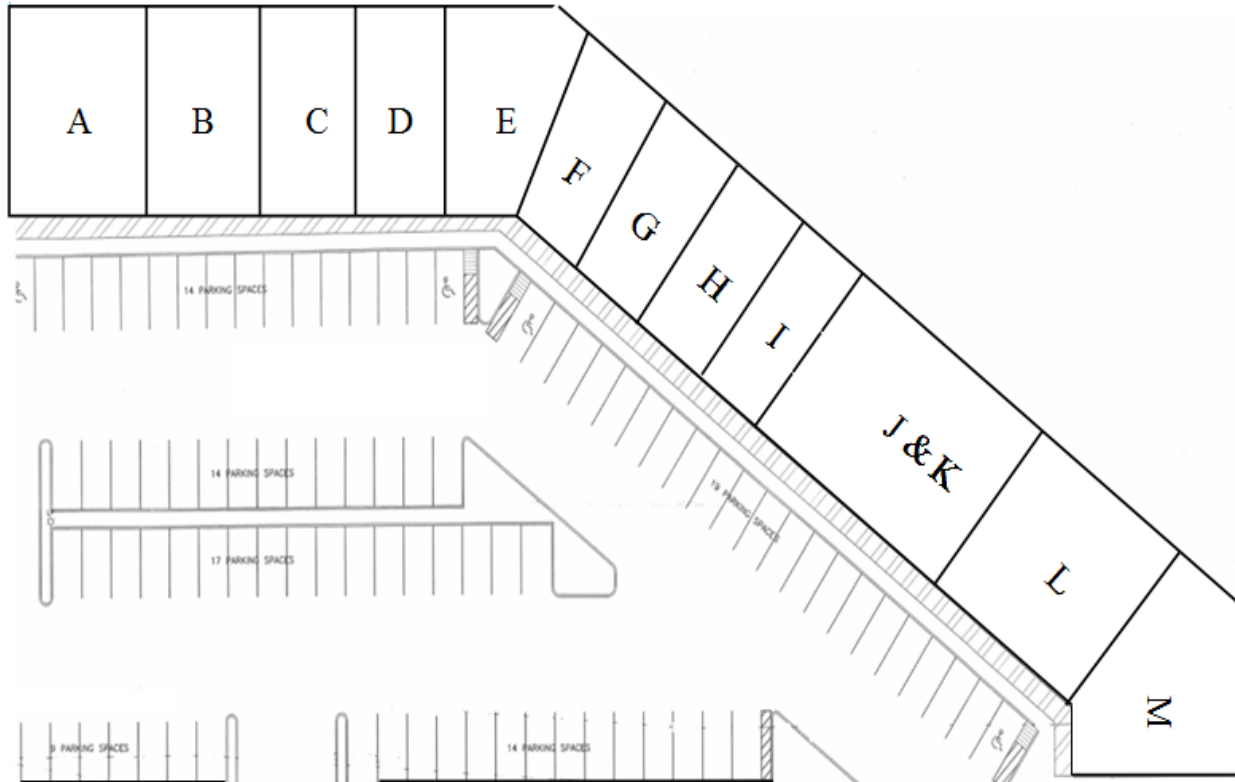 A
B
C
D
E
F
G
H
I
J & K
L
M
14 PARKING SPACES
19 PARKING SPACES
14 PARKING SPACES
17 PARKING SPACES
9 PARKING SPACES
14 PARKING SPACES